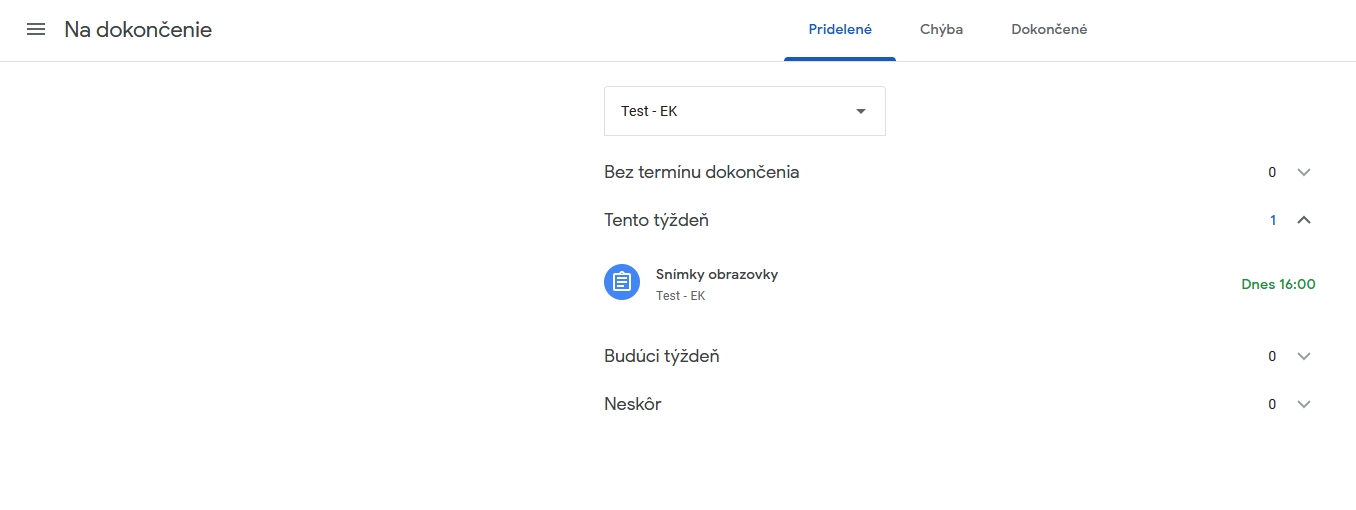 Na dokončenie
Pridelené
Chýba
Dokončené
Test - EK
Bez termínu dokončenia
0
Tento týždeň
1
Snímky obrazovky
Test - EK
Dnes 16:00
Budúci týždeň
0
Neskôr
0